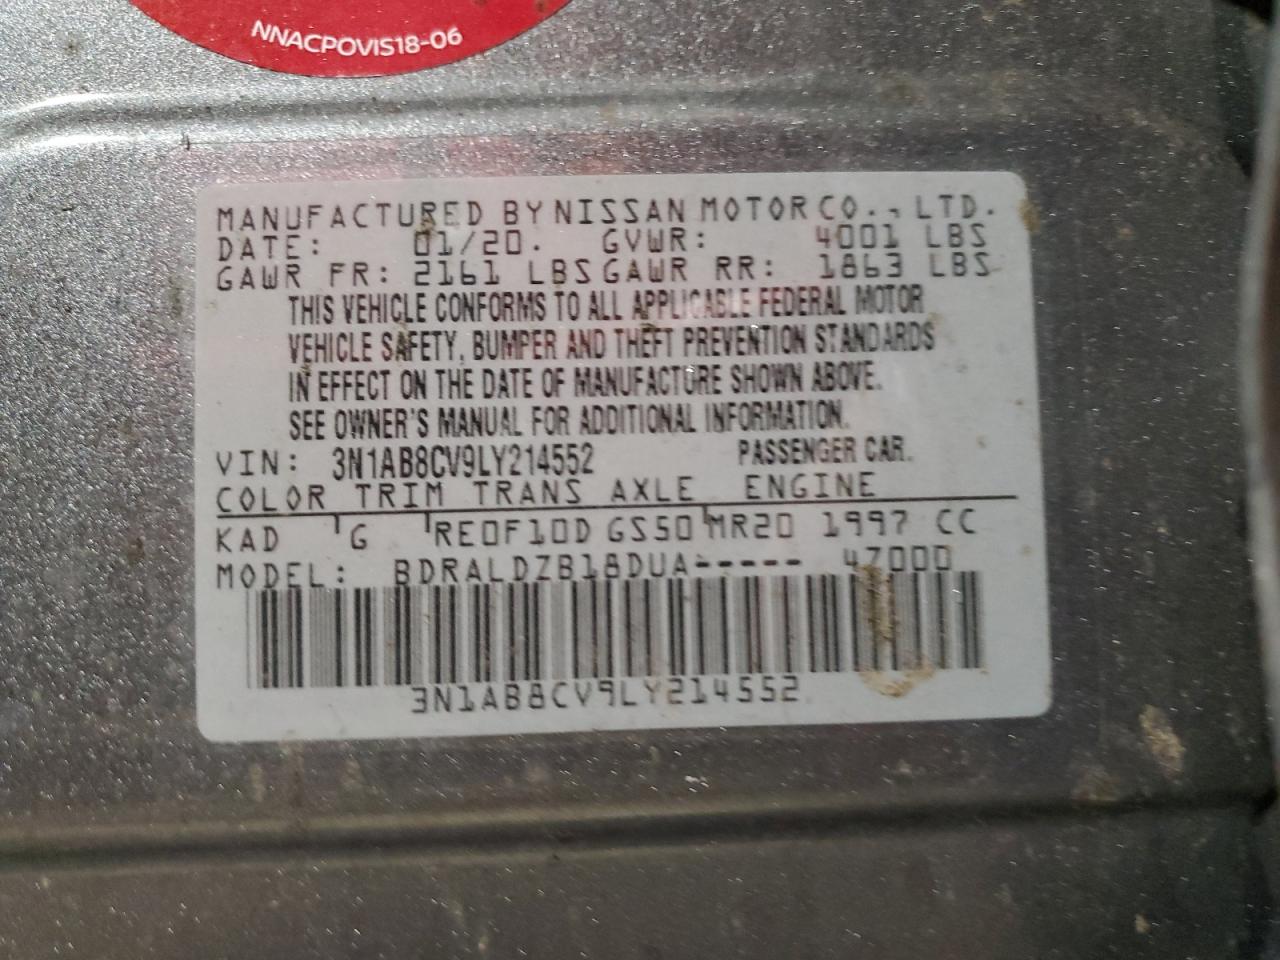 NNACPOVIS18-06
MANUFACTURED BY NISSAN MOTOR CO., LTD.
DATE: 01/20. GVWR: 4001 LBS
GAWR FR: 2161 LBS GAWR RR: 1863 LBS
THIS VEHICLE CONFORMS TO ALL APPLICABLE FEDERAL MOTOR
VEHICLE SAFETY, BUMPER AND THEFT PREVENTION STANDARDS
IN EFFECT ON THE DATE OF MANUFACTURE SHOWN ABOVE.
SEE OWNER'S MANUAL FOR ADDITIONAL INFORMATION.
VIN: 3N1AB8CV9LY214552 PASSENGER CAR.
COLOR TRIM TRANS AXLE ENGINE
KAD G RE0F10D GS50 MR20 1997 CC
MODEL: BDRALDZB18DUA----- 47000
3N1AB8CV9LY214552